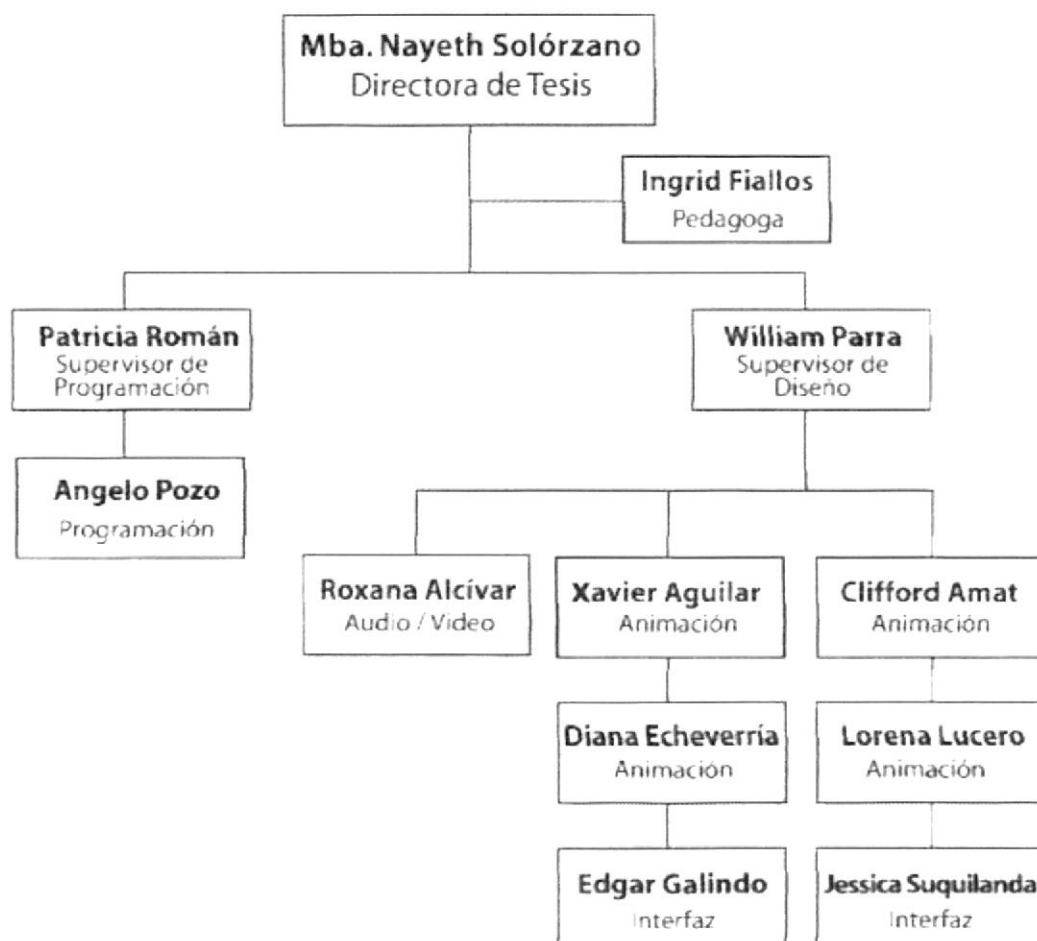 Mba. Nayeth Solórzano
Directora de Tesis
Ingrid Fiallos
Pedagoga
Patricia Román
Supervisor de
Programación
William Parra
Supervisor de
Diseño
Angelo Pozo
Programación
Roxana Alcívar
Audio / Video
Xavier Aguilar
Animación
Clifford Amat
Animación
Diana Echeverría
Animación
Lorena Lucero
Animación
Edgar Galindo
Interfaz
Jessica Suquilanda
Interfaz